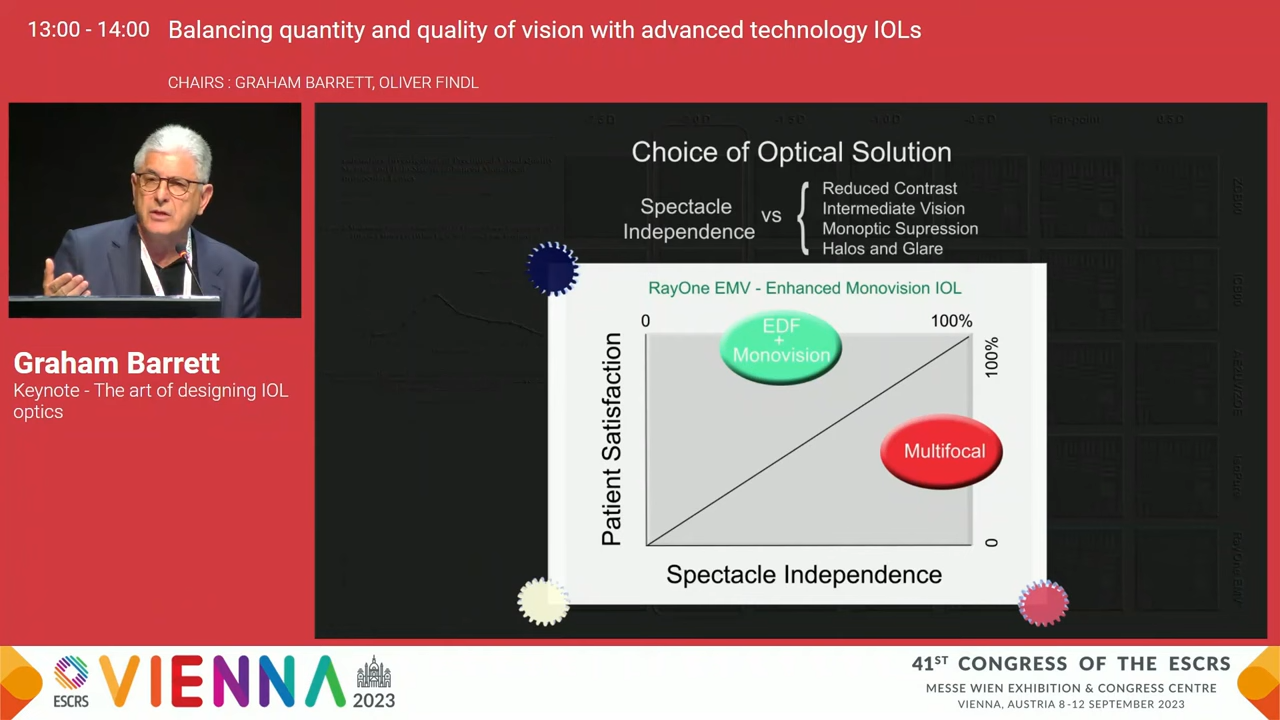 13:00 - 14:00 Balancing quantity and quality of vision with advanced technology IOLs
CHAIRS : GRAHAM BARRETT, OLIVER FINDL
Graham Barrett
Keynote - The art of designing IOL
optics
Choice of Optical Solution
Spectacle
Independence
vs
Reduced Contrast
Intermediate Vision
Monoptic Supression
Halos and Glare
RayOne EMV - Enhanced Monovision IOL
0
100%
EDF
+
Monovision
100%
Patient Satisfaction
Multifocal
0
Spectacle Independence
ESCRS
VIENNA
2023
41ST CONGRESS OF THE ESCRS
MESSE WIEN EXHIBITION & CONGRESS CENTRE
VIENNA, AUSTRIA 8-12 SEPTEMBER 2023